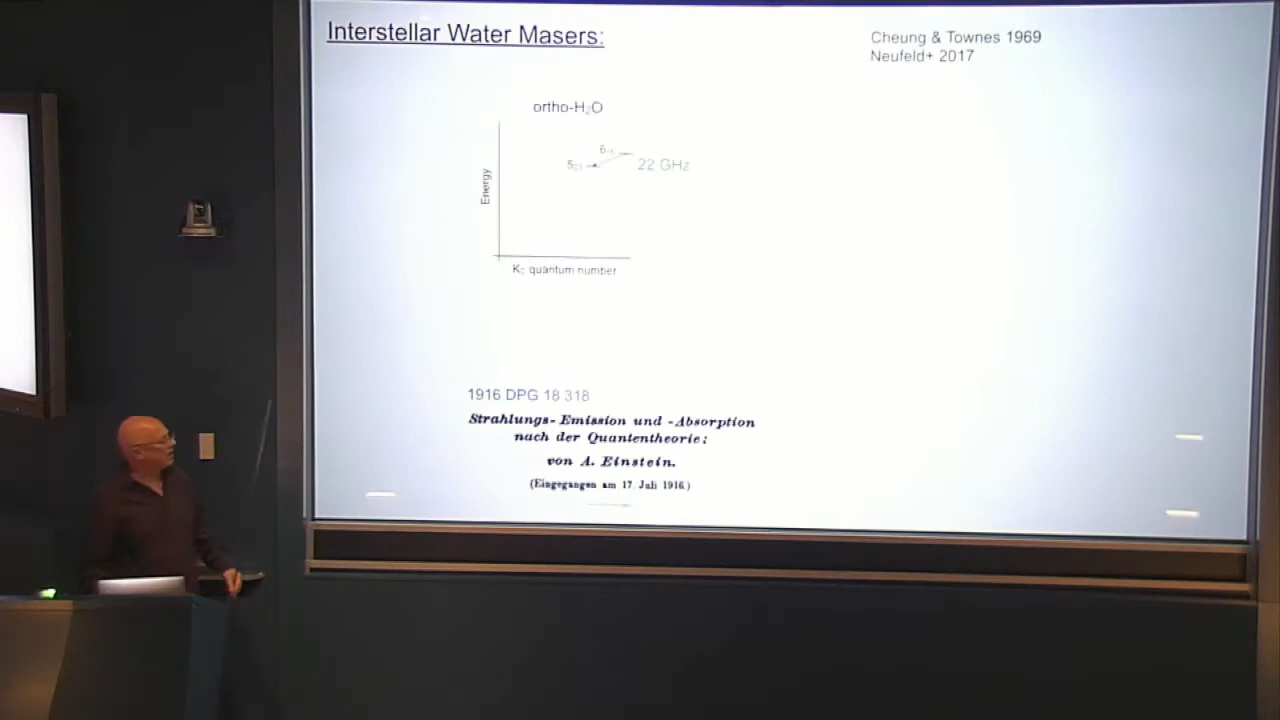 Interstellar Water Masers:
Cheung & Townes 1969
Neufeld+ 2017
ortho-H₂O
6₁₆
5₂₃
22 GHz
Energy
K꜀ quantum number
1916 DPG 18 318
Strahlungs-Emission und -Absorption
nach der Quantentheorie;
von A. Einstein.
(Eingegangen am 17. Juli 1916.)